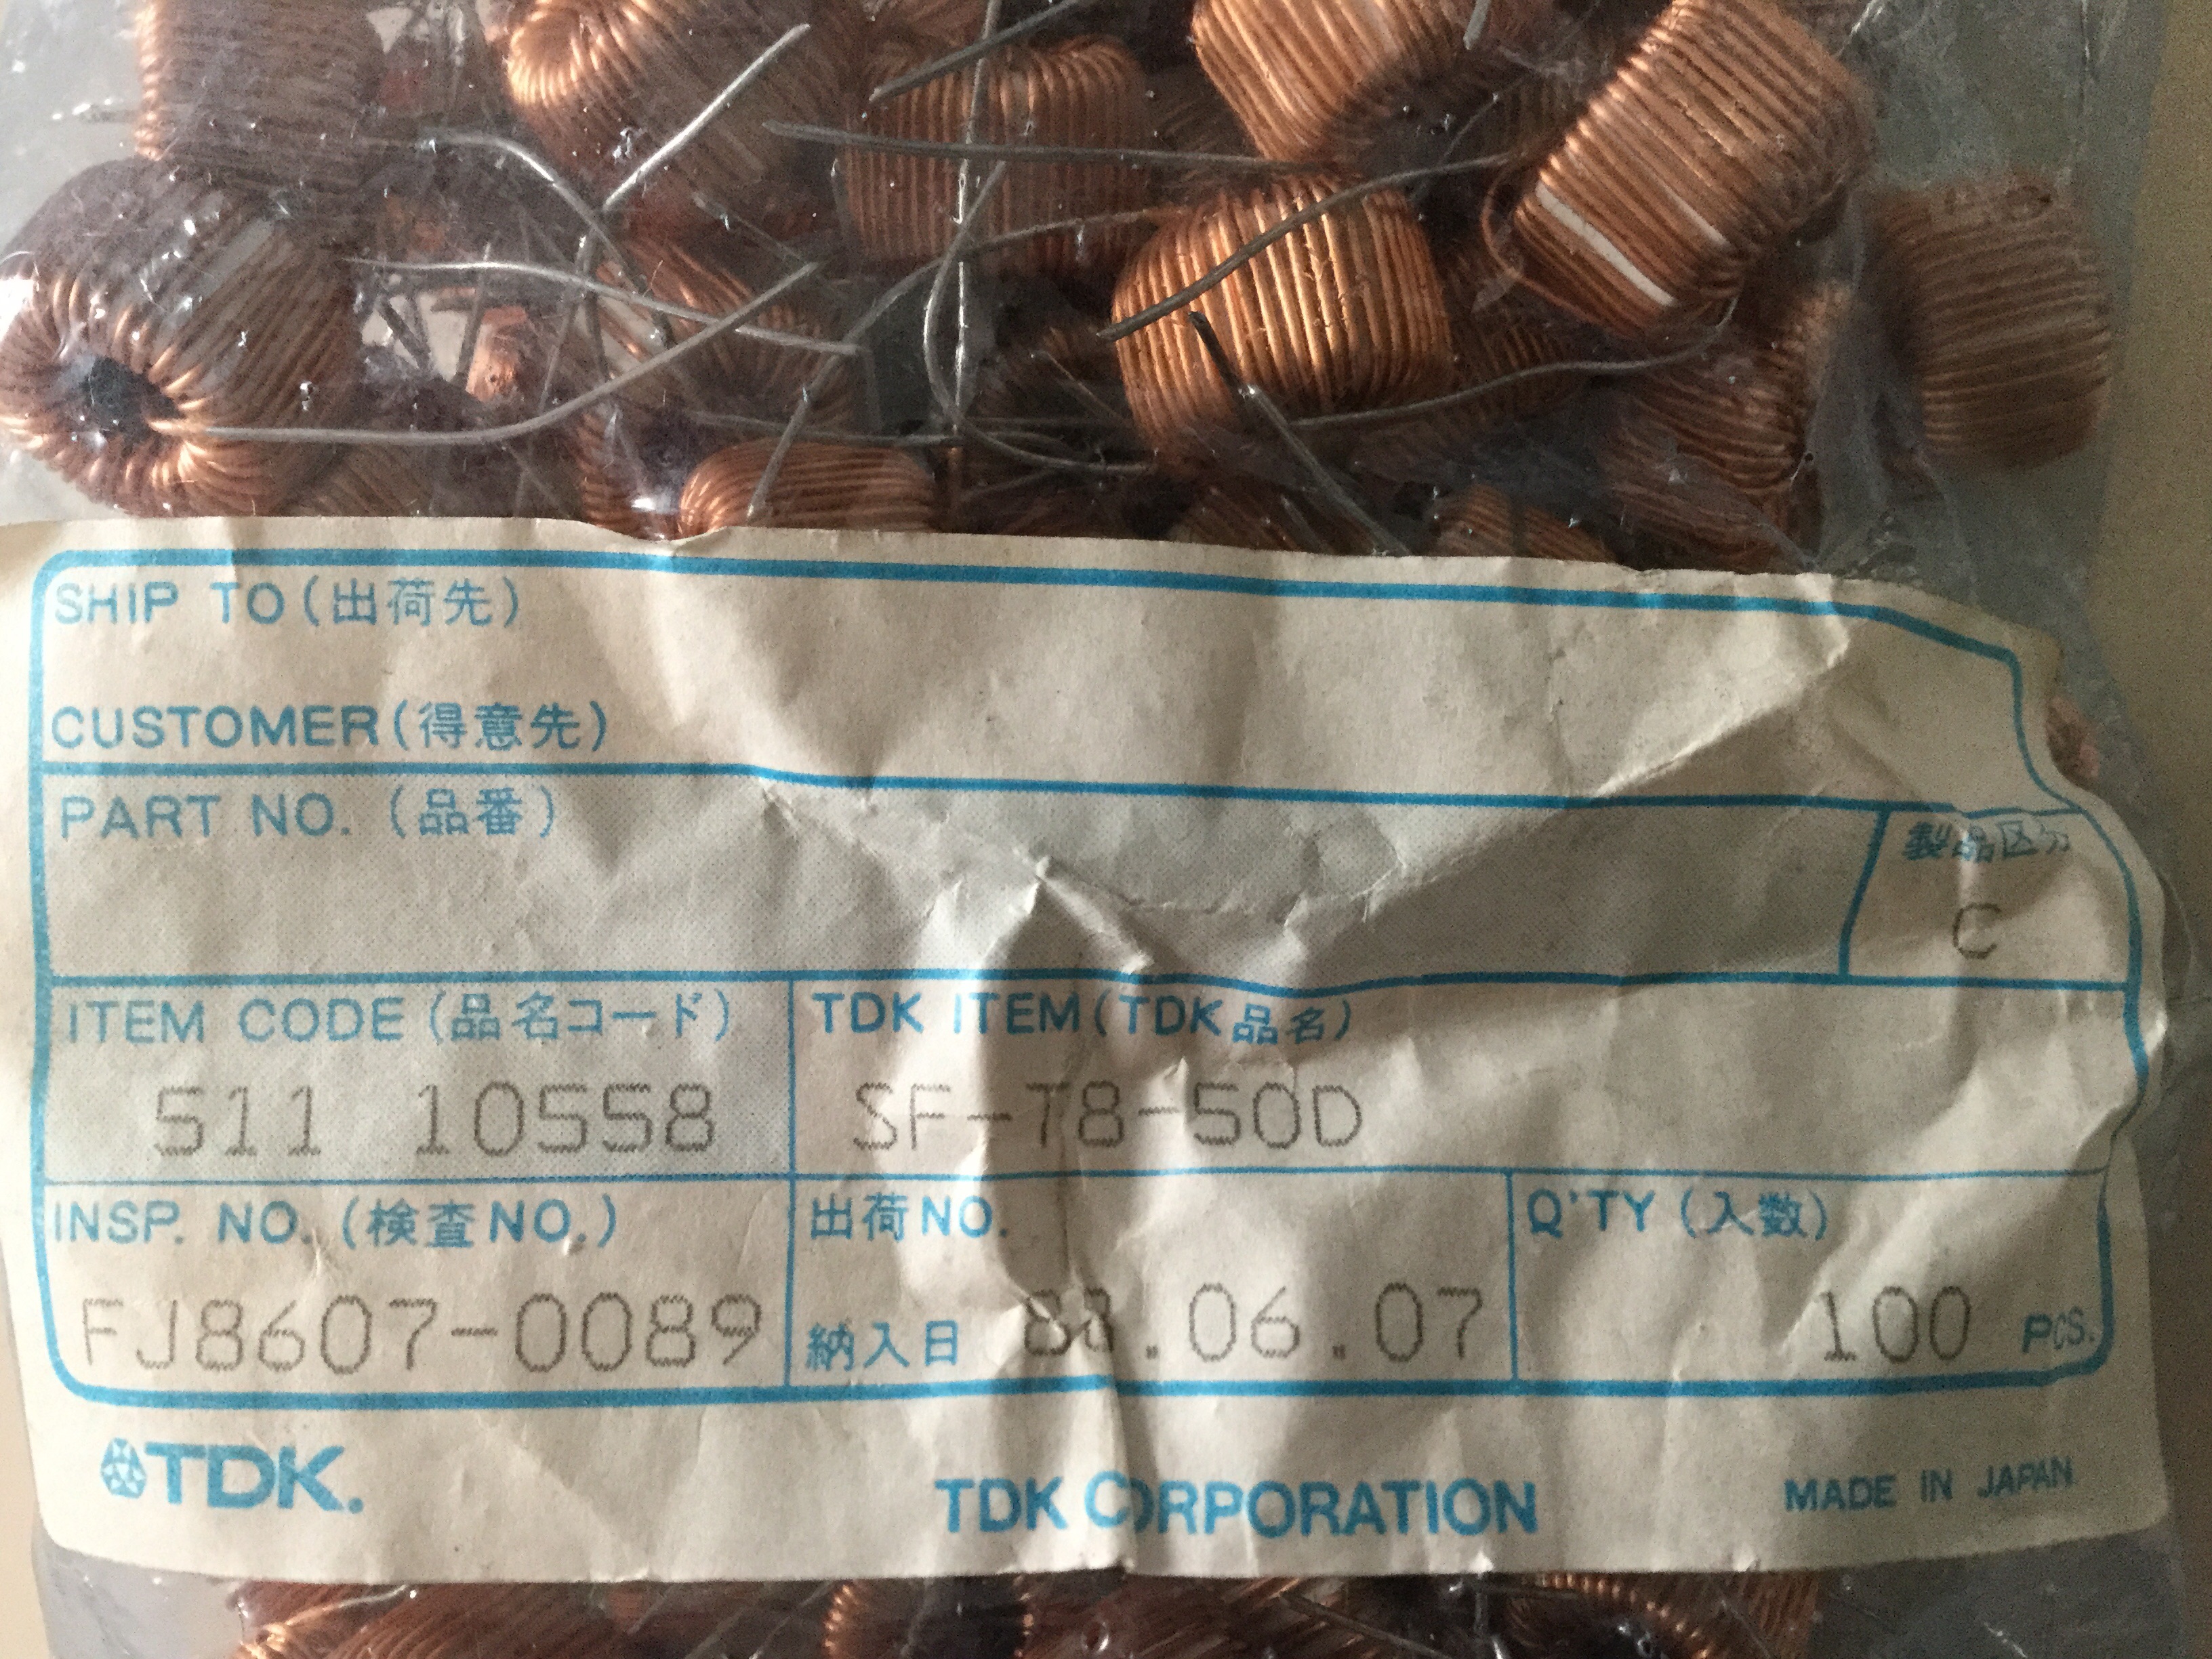 SHIP TO (出荷先)
CUSTOMER (得意先)
PART NO. (品番)
製品区分
C
ITEM CODE (品名コード)
511 10558
TDK ITEM (TDK品名)
SF-T8-50D
INSP. NO. (検査NO.)
FJ8607-0089
出荷NO.
納入日 88.06.07
Q'TY (入数)
100 PCS.
TDK.
TDK CORPORATION
MADE IN JAPAN